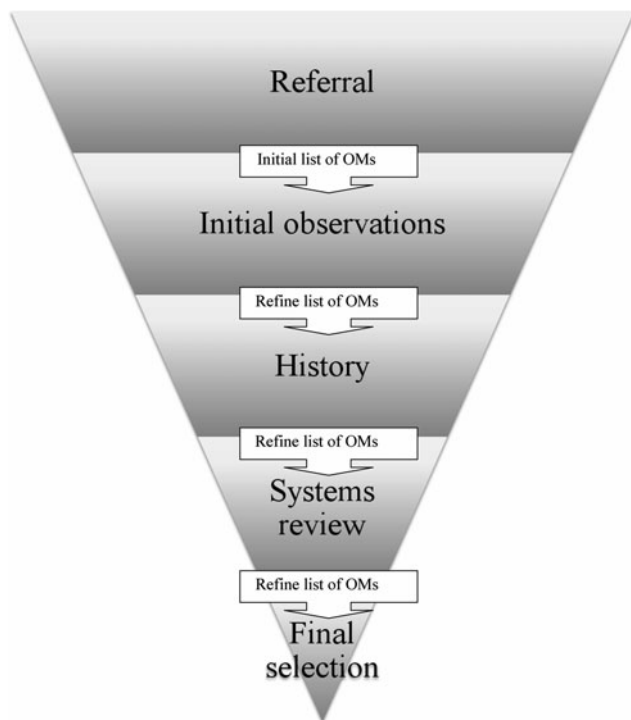 Referral
Initial list of OMs
Initial observations
Refine list of OMs
History
Refine list of OMs
Systems
review
Refine list of OMs
Final
selection